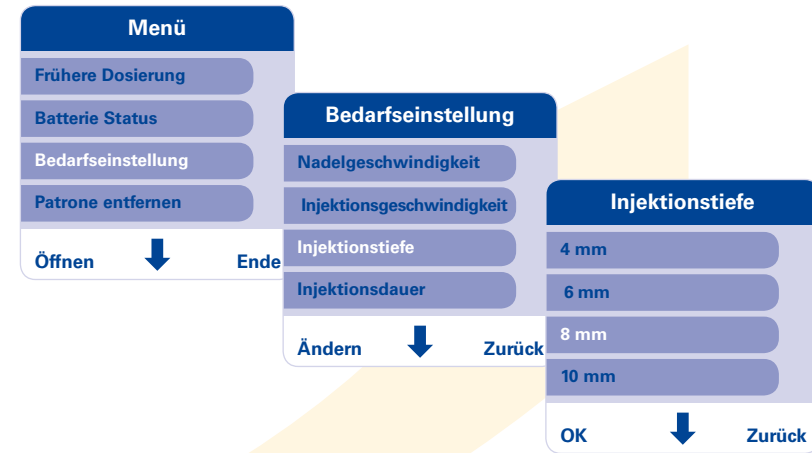 Menü
Frühere Dosierung
Batterie Status
Bedarfseinstellung
Patrone entfernen
Öffnen Ende
Bedarfseinstellung
Nadelgeschwindigkeit
Injektionsgeschwindigkeit
Injektionstiefe
Injektionsdauer
Ändern Zurück
Injektionstiefe
4 mm
6 mm
8 mm
10 mm
OK Zurück